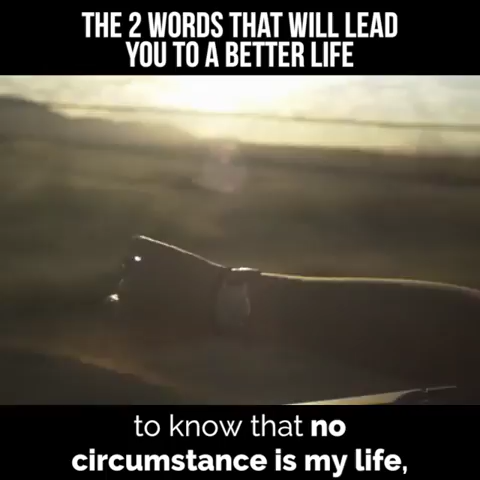 THE 2 WORDS THAT WILL LEAD
YOU TO A BETTER LIFE
to know that no
circumstance is my life,